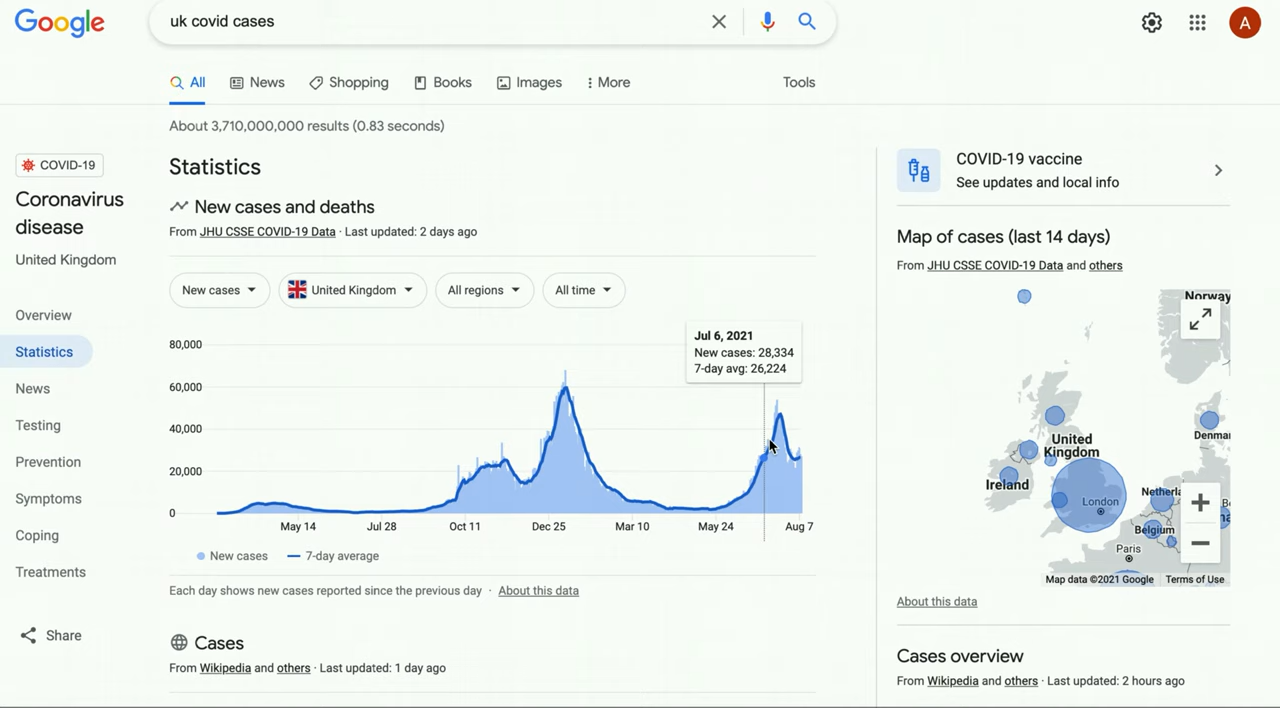 Google
uk covid cases
A
All
News
Shopping
Books
Images
More
Tools
About 3,710,000,000 results (0.83 seconds)
COVID-19
Coronavirus
disease
United Kingdom
Overview
Statistics
News
Testing
Prevention
Symptoms
Coping
Treatments
Share
Statistics
New cases and deaths
From JHU CSSE COVID-19 Data · Last updated: 2 days ago
New cases
United Kingdom
All regions
All time
80,000
60,000
40,000
20,000
0
Jul 6, 2021
New cases: 28,334
7-day avg: 26,224
May 14
Jul 28
Oct 11
Dec 25
Mar 10
May 24
Aug 7
New cases
7-day average
Each day shows new cases reported since the previous day · About this data
Cases
From Wikipedia and others · Last updated: 1 day ago
COVID-19 vaccine
See updates and local info
Map of cases (last 14 days)
From JHU CSSE COVID-19 Data and others
Norway
United
Kingdom
Ireland
London
Belgium
Paris
Map data ©2021 Google
Terms of Use
About this data
Cases overview
From Wikipedia and others · Last updated: 2 hours ago